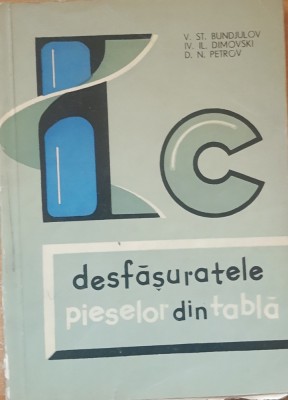 V. ST. BUNDJULOV
IV. IL. DIMOVSKI
D. N. PETROV
C
desfășuratele
pieselor din tablă